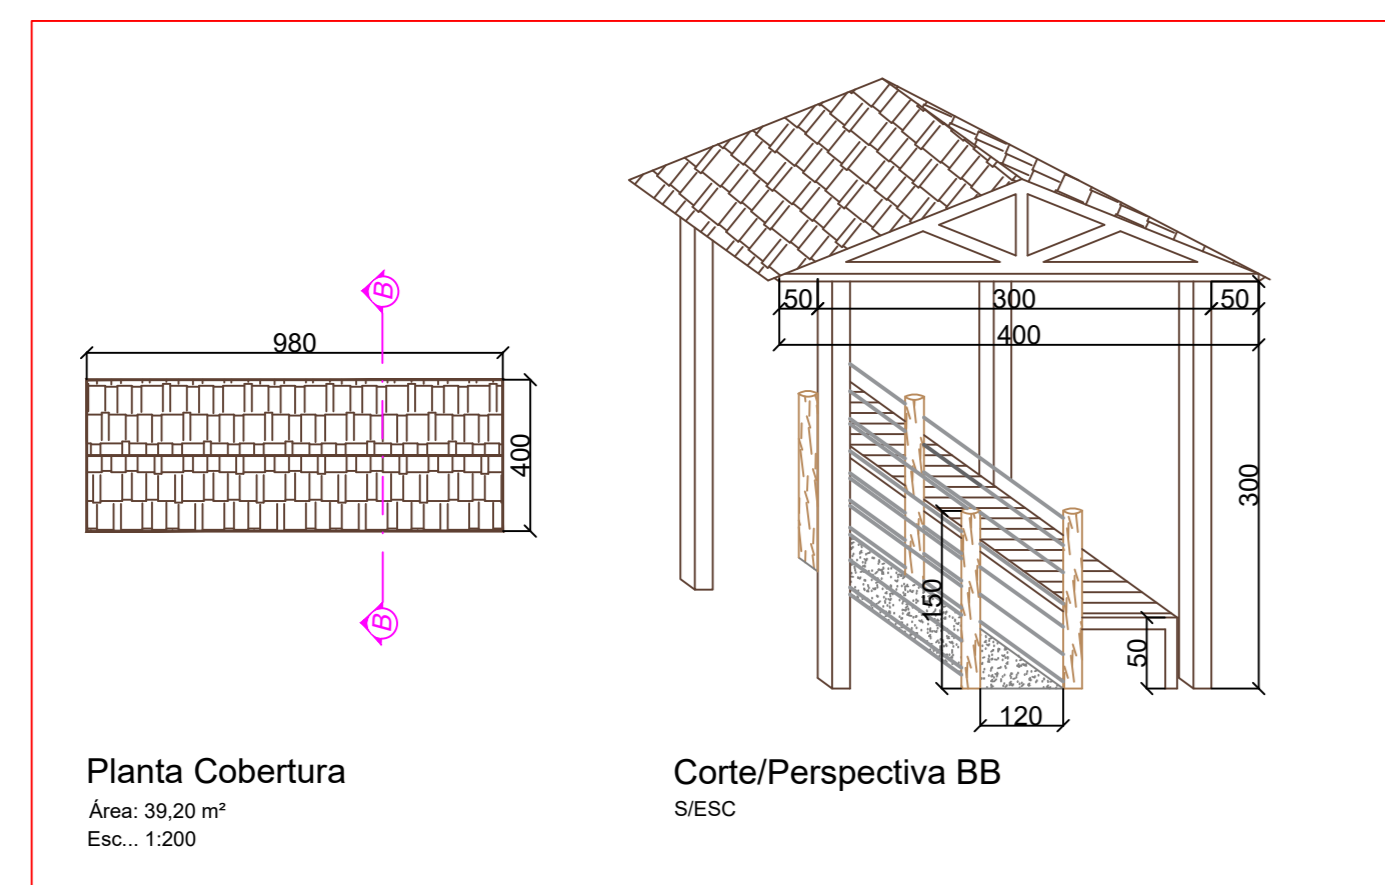 B
980
400
B
Planta Cobertura
Área: 39,20 m²
Esc... 1:200
50
300
50
400
300
150
50
120
Corte/Perspectiva BB
S/ESC